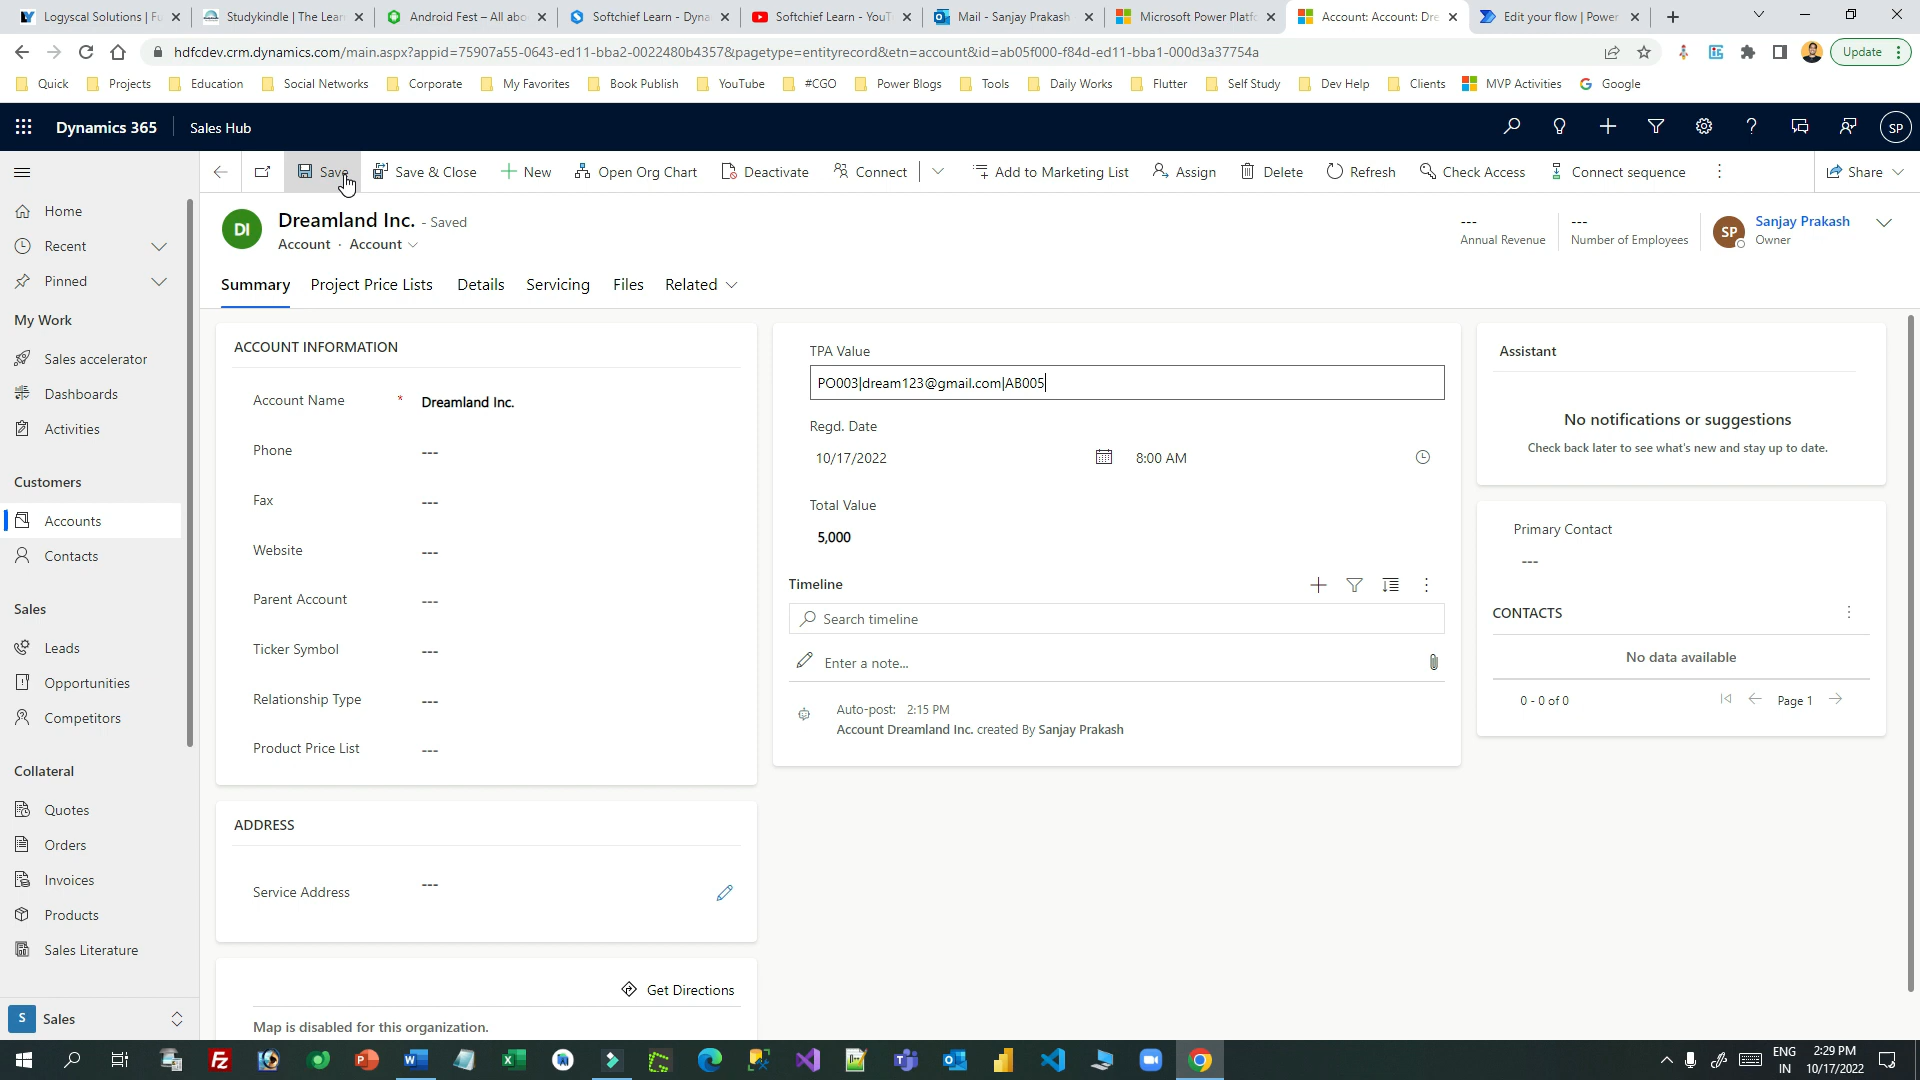 Logyscal Solutions | Fu
Studykindle | The Lear
Android Fest – All abo
Softchief Learn - Dyna
Softchief Learn - YouT
Mail - Sanjay Prakash
Microsoft Power Platfo
Account: Account: Dre
Edit your flow | Power
hdfcdev.crm.dynamics.com/main.aspx?appid=75907a55-0643-ed11-bba2-0022480b4357&pagetype=entityrecord&etn=account&id=ab05f000-f84d-ed11-bba1-000d3a37754a
Update
Quick Projects Education Social Networks Corporate My Favorites Book Publish YouTube #CGO Power Blogs Tools Daily Works Flutter Self Study Dev Help Clients MVP Activities Google
Dynamics 365 Sales Hub SP
Save Save & Close New Open Org Chart Deactivate Connect Add to Marketing List Assign Delete Refresh Check Access Connect sequence Share
Home
Recent
Pinned
My Work
Sales accelerator
Dashboards
Activities
Customers
Accounts
Contacts
Sales
Leads
Opportunities
Competitors
Collateral
Quotes
Orders
Invoices
Products
Sales Literature
S Sales
DI
Dreamland Inc. - Saved
Account · Account
--- Annual Revenue
--- Number of Employees
SP Sanjay Prakash
Owner
Summary Project Price Lists Details Servicing Files Related
ACCOUNT INFORMATION
Account Name * Dreamland Inc.
Phone ---
Fax ---
Website ---
Parent Account ---
Ticker Symbol ---
Relationship Type ---
Product Price List ---
ADDRESS
Service Address ---
Get Directions
Map is disabled for this organization.
TPA Value
PO003|dream123@gmail.com|AB005
Regd. Date
10/17/2022 8:00 AM
Total Value
5,000
Timeline
Search timeline
Enter a note...
Auto-post: 2:15 PM
Account Dreamland Inc. created By Sanjay Prakash
Assistant
No notifications or suggestions
Check back later to see what's new and stay up to date.
Primary Contact
---
CONTACTS
No data available
0 - 0 of 0 Page 1
ENG
IN
2:29 PM
10/17/2022